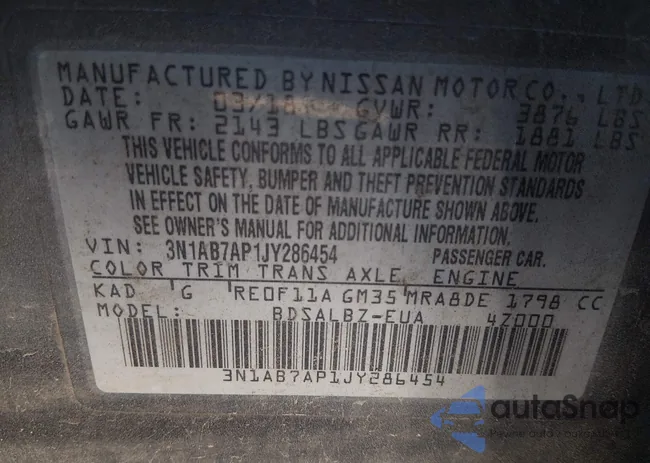 MANUFACTURED BY NISSAN MOTOR CO., LTD
DATE: 03/18 GVWR: 3876 LBS
GAWR FR: 2143 LBS GAWR RR: 1881 LBS
THIS VEHICLE CONFORMS TO ALL APPLICABLE FEDERAL MOTOR
VEHICLE SAFETY, BUMPER AND THEFT PREVENTION STANDARDS
IN EFFECT ON THE DATE OF MANUFACTURE SHOWN ABOVE.
SEE OWNER'S MANUAL FOR ADDITIONAL INFORMATION.
VIN: 3N1AB7AP1JY286454 PASSENGER CAR.
COLOR TRIM TRANS AXLE ENGINE
KAD G RE0F11A GM35 MRA8DE 1798 CC
MODEL: BDSALBZ-EUA 4Z000
3N1AB7AP1JY286454
autoSnap